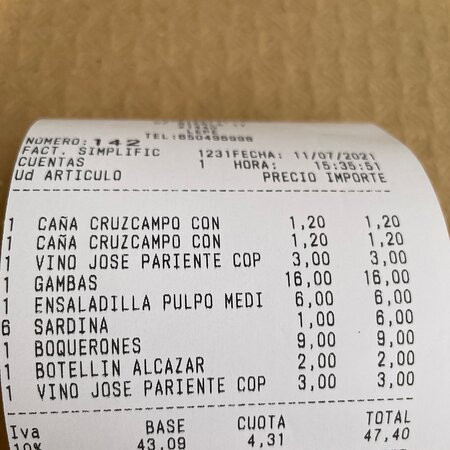 LEPE
TEL:650496998
NÚMERO: 142
FACT. SIMPLIFIC 1231 FECHA: 11/07/2021
CUENTAS 1 HORA: 15:35:51
Ud ARTICULO PRECIO IMPORTE
1 CAÑA CRUZCAMPO CON 1,20 1,20
1 CAÑA CRUZCAMPO CON 1,20 1,20
1 VINO JOSE PARIENTE COP 3,00 3,00
1 GAMBAS 16,00 16,00
1 ENSALADILLA PULPO MEDI 6,00 6,00
6 SARDINA 1,00 6,00
1 BOQUERONES 9,00 9,00
1 BOTELLIN ALCAZAR 2,00 2,00
1 VINO JOSE PARIENTE COP 3,00 3,00
Iva BASE CUOTA TOTAL
10% 43,09 4,31 47,40